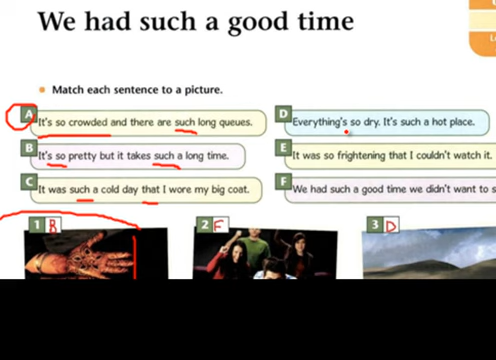 We had such a good time
Match each sentence to a picture.
A It's so crowded and there are such long queues.
B It's so pretty but it takes such a long time.
C It was such a cold day that I wore my big coat.
D Everything's so dry. It's such a hot place.
E It was so frightening that I couldn't watch it.
F We had such a good time we didn't want to s
1 B
2 F
3 D